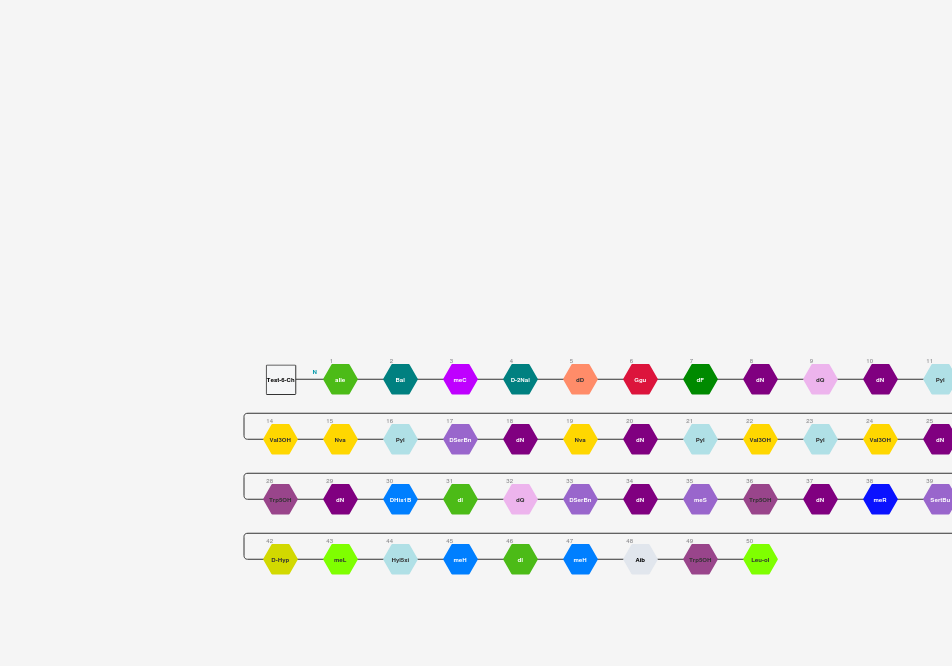 1 2 3 4 5 6 7 8 9 10 11
Test-6-Ch N aIle Bal meC D-2Nal dD Ggu dF dN dQ dN Pyl
14 15 16 17 18 19 20 21 22 23 24 25
Val3OH Nva Pyl DSerBn dN Nva dN Pyl Val3OH Pyl Val3OH dN
28 29 30 31 32 33 34 35 36 37 38 39
Trp5OH dN DHis1B dI dQ DSerBn dN meS Trp5OH dN meR SertBu
42 43 44 45 46 47 48 49 50
D-Hyp meL Hyl5xi meH dI meH Aib Trp5OH Leu-ol